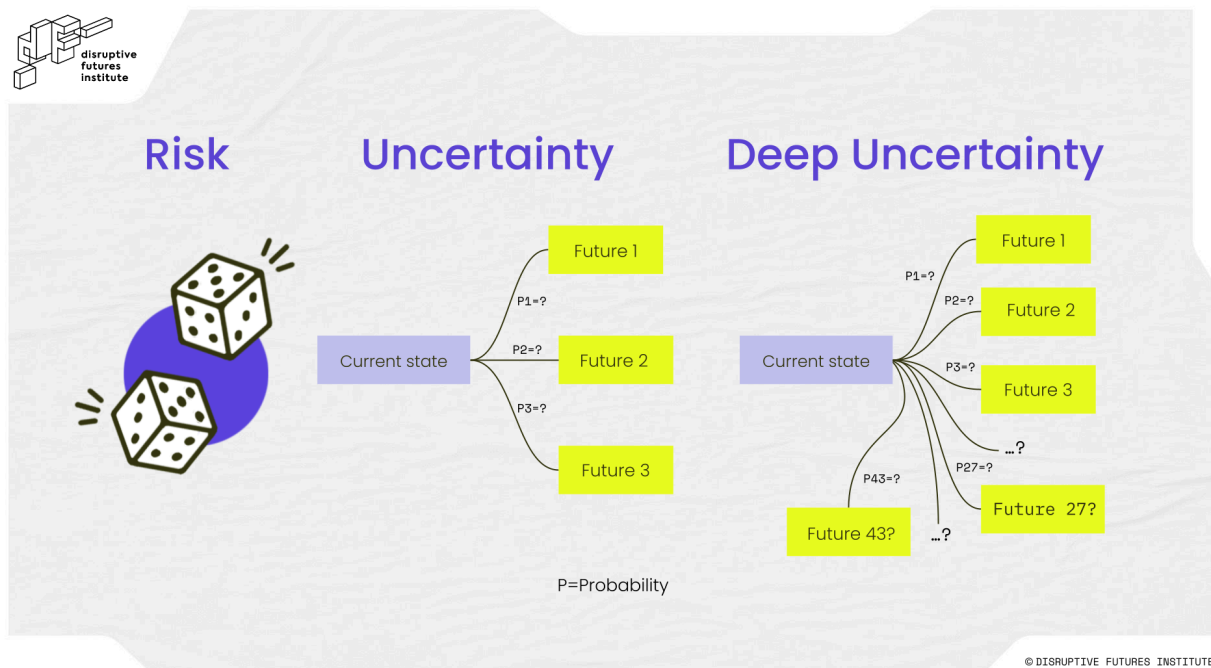 disruptive
futures
institute
Risk
Uncertainty
Deep Uncertainty
Future 1
P1=?
Current state
P2=?
Future 2
P3=?
Future 3
Future 1
P1=?
P2=?
Future 2
Current state
P3=?
Future 3
...?
P27=?
P43=?
Future 27?
Future 43?
...?
P=Probability
© DISRUPTIVE FUTURES INSTITUTE